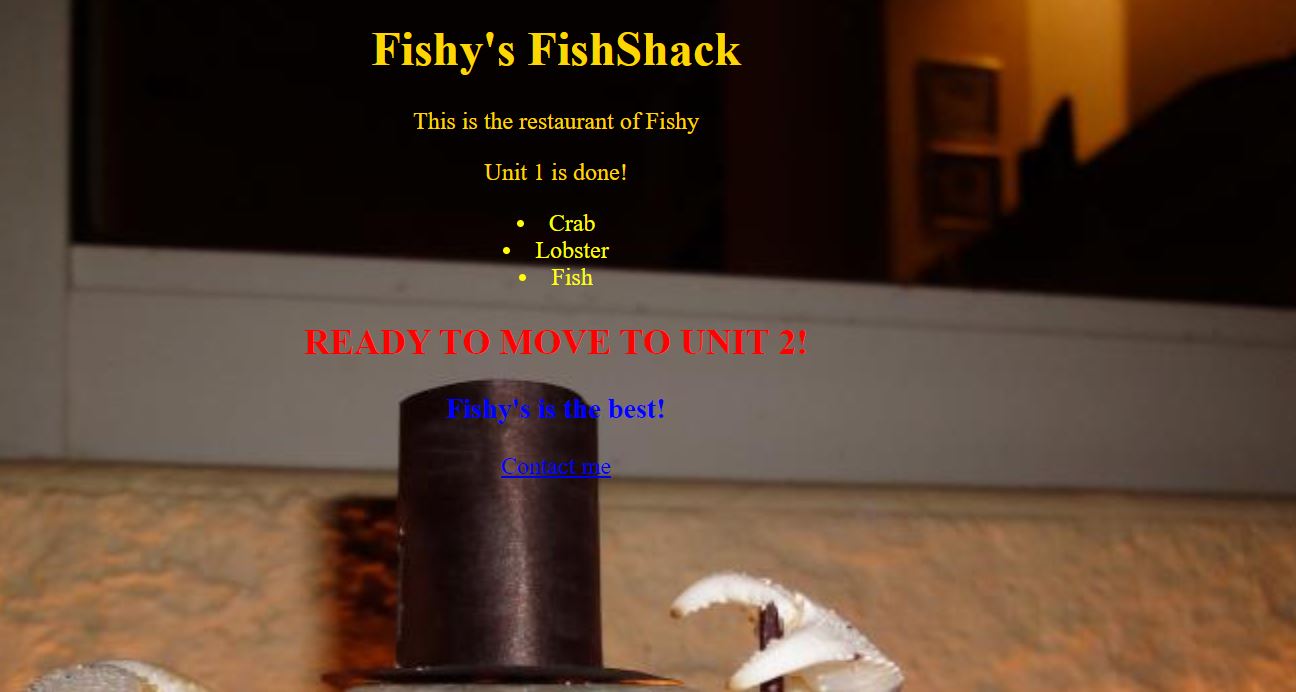 Fishy's FishShack
This is the restaurant of Fishy
Unit 1 is done!
• Crab
• Lobster
• Fish
READY TO MOVE TO UNIT 2!
Fishy's is the best!
Contact me